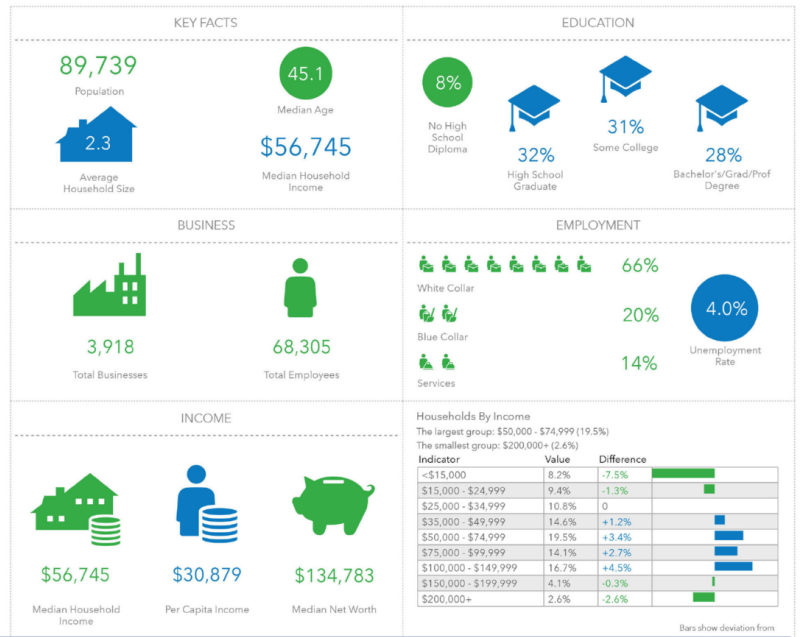 KEY FACTS
89,739
Population
45.1
Median Age
2.3
Average
Household Size
$56,745
Median Household
Income
EDUCATION
8%
No High
School
Diploma
32%
High School
Graduate
31%
Some College
28%
Bachelor's/Grad/Prof
Degree
BUSINESS
3,918
Total Businesses
68,305
Total Employees
EMPLOYMENT
66%
White Collar
20%
Blue Collar
14%
Services
4.0%
Unemployment
Rate
INCOME
$56,745
Median Household
Income
$30,879
Per Capita Income
$134,783
Median Net Worth
Households By Income
The largest group: $50,000 - $74,999 (19.5%)
The smallest group: $200,000+ (2.6%)
Indicator Value Difference
<$15,000 8.2% -7.5%
$15,000 - $24,999 9.4% -1.3%
$25,000 - $34,999 10.8% 0
$35,000 - $49,999 14.6% +1.2%
$50,000 - $74,999 19.5% +3.4%
$75,000 - $99,999 14.1% +2.7%
$100,000 - $149,999 16.7% +4.5%
$150,000 - $199,999 4.1% -0.3%
$200,000+ 2.6% -2.6%
Bars show deviation from